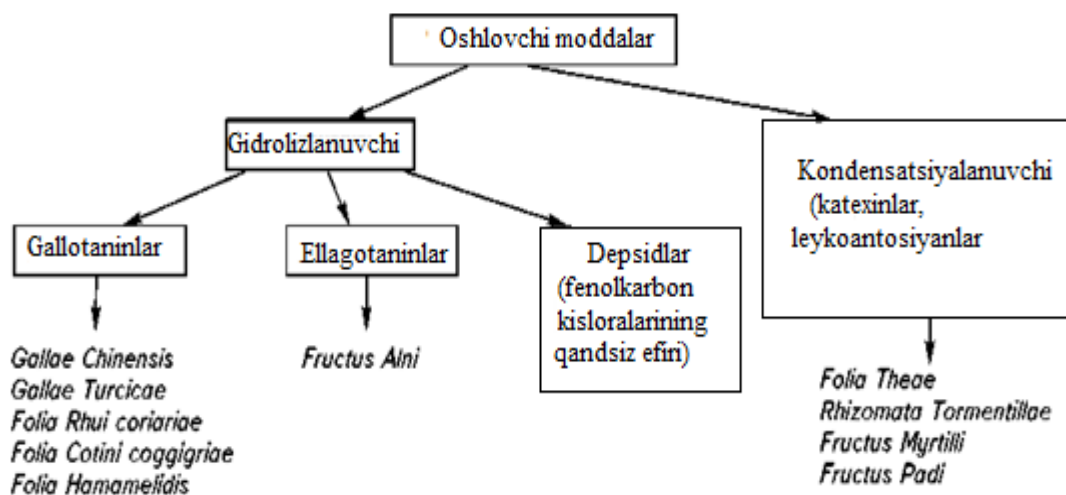 Oshlovchi moddalar
Gidrolizlanuvchi
Kondensatsiyalanuvchi
(katexinlar,
leykoantosiyanlar
Gallotaninlar
Ellagotaninlar
Depsidlar
(fenolkarbon
kisloralarining
qandsiz efiri)
Gallae Chinensis
Gallae Turcicae
Folia Rhui coriariae
Folia Cotini coggigriae
Folia Hamamelidis
Fructus Alni
Folia Theae
Rhizomata Tormentillae
Fructus Myrtilli
Fructus Padi